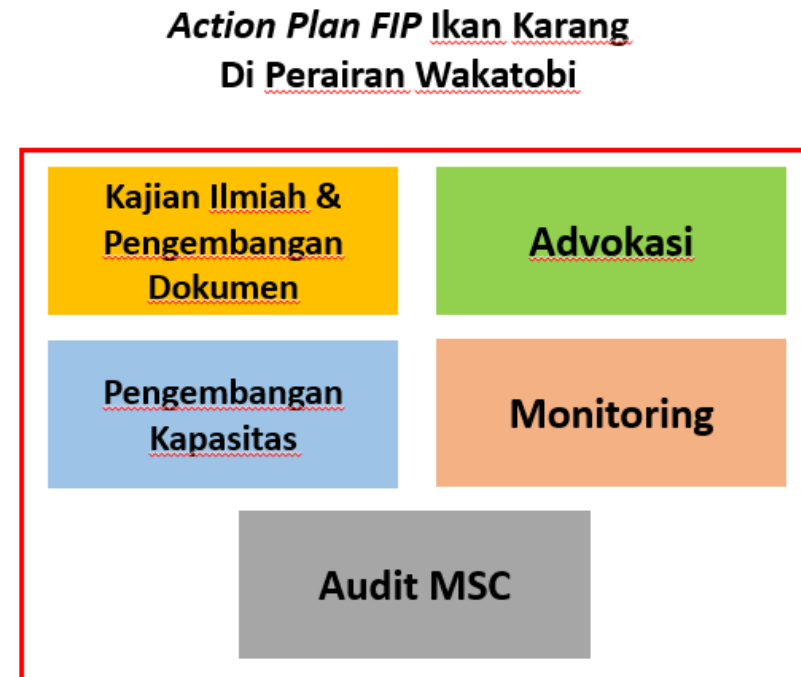 Action Plan FIP Ikan Karang
Di Perairan Wakatobi
Kajian Ilmiah &
Pengembangan
Dokumen
Advokasi
Pengembangan
Kapasitas
Monitoring
Audit MSC